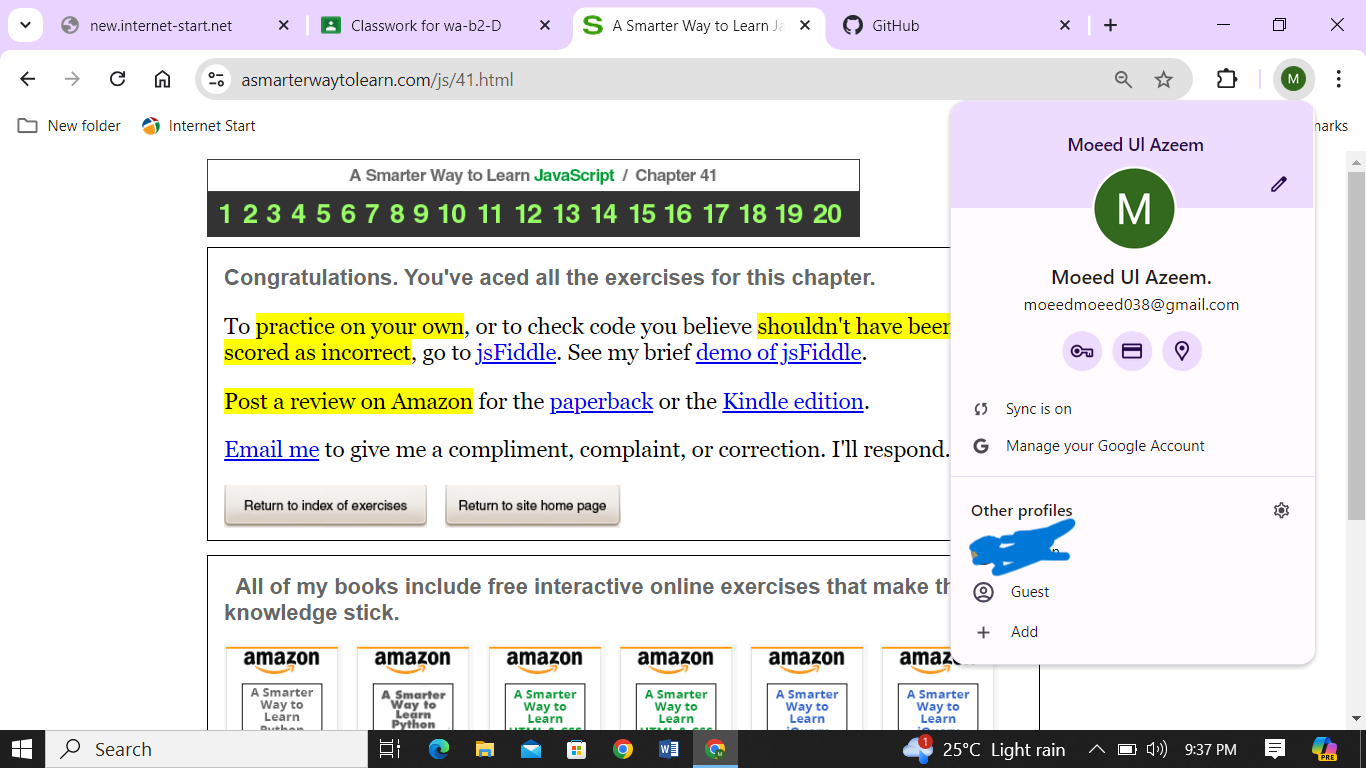 new.internet-start.net
Classwork for wa-b2-D
A Smarter Way to Learn Ja
GitHub
asmarterwaytolearn.com/js/41.html
M
New folder
Internet Start
marks
A Smarter Way to Learn JavaScript / Chapter 41
1 2 3 4 5 6 7 8 9 10 11 12 13 14 15 16 17 18 19 20
Congratulations. You've aced all the exercises for this chapter.
To practice on your own, or to check code you believe shouldn't have been
scored as incorrect, go to jsFiddle. See my brief demo of jsFiddle.
Post a review on Amazon for the paperback or the Kindle edition.
Email me to give me a compliment, complaint, or correction. I'll respond.
Return to index of exercises
Return to site home page
All of my books include free interactive online exercises that make th
knowledge stick.
amazon
A Smarter
Way to
Learn
Python
amazon
A Smarter
Way to
Learn
Python
amazon
A Smarter
Way to
Learn
HTML & CSS
amazon
A Smarter
Way to
Learn
HTML & CSS
amazon
A Smarter
Way to
Learn
jQuery
amazon
A Smarter
Way to
Learn
jQuery
Moeed Ul Azeem
M
Moeed Ul Azeem.
moeedmoeed038@gmail.com
Sync is on
Manage your Google Account
Other profiles
Guest
Add
Search
1
25°C Light rain
9:37 PM
PRE